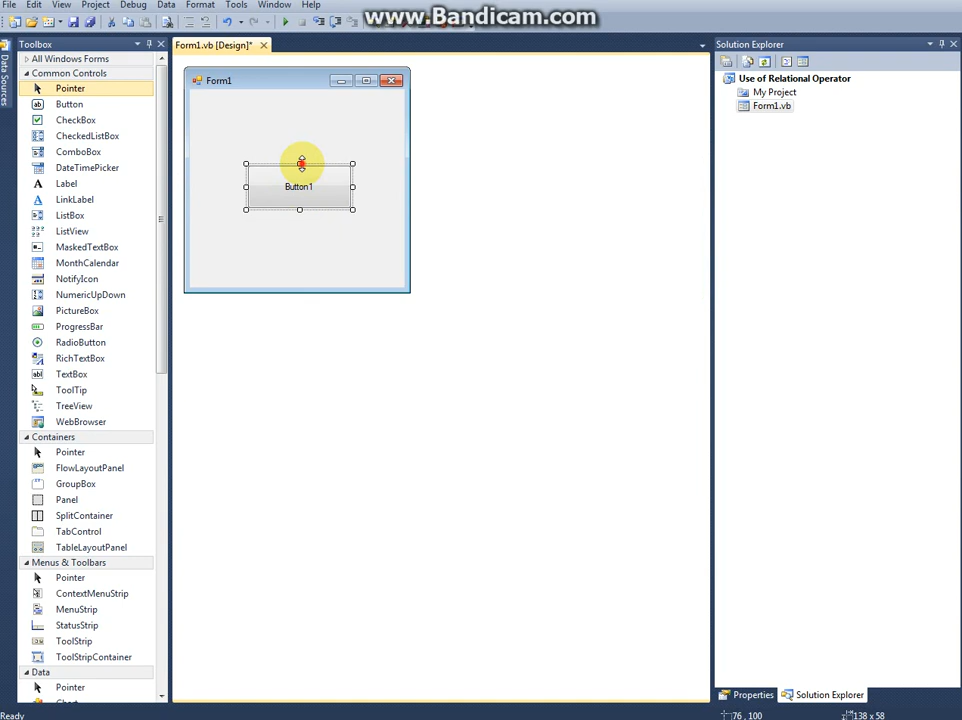 www.Bandicam.com
File Edit View Project Build Debug Data Format Tools Window Help
Toolbox
Form1.vb [Design]*
Solution Explorer
Data Sources
All Windows Forms
Common Controls
Pointer
Button
CheckBox
CheckedListBox
ComboBox
DateTimePicker
Label
LinkLabel
ListBox
ListView
MaskedTextBox
MonthCalendar
NotifyIcon
NumericUpDown
PictureBox
ProgressBar
RadioButton
RichTextBox
TextBox
ToolTip
TreeView
WebBrowser
Containers
Pointer
FlowLayoutPanel
GroupBox
Panel
SplitContainer
TabControl
TableLayoutPanel
Menus & Toolbars
Pointer
ContextMenuStrip
MenuStrip
StatusStrip
ToolStrip
ToolStripContainer
Data
Pointer
Form1
Button1
Use of Relational Operator
My Project
Form1.vb
Properties
Solution Explorer
Ready
76 , 100
138 x 58